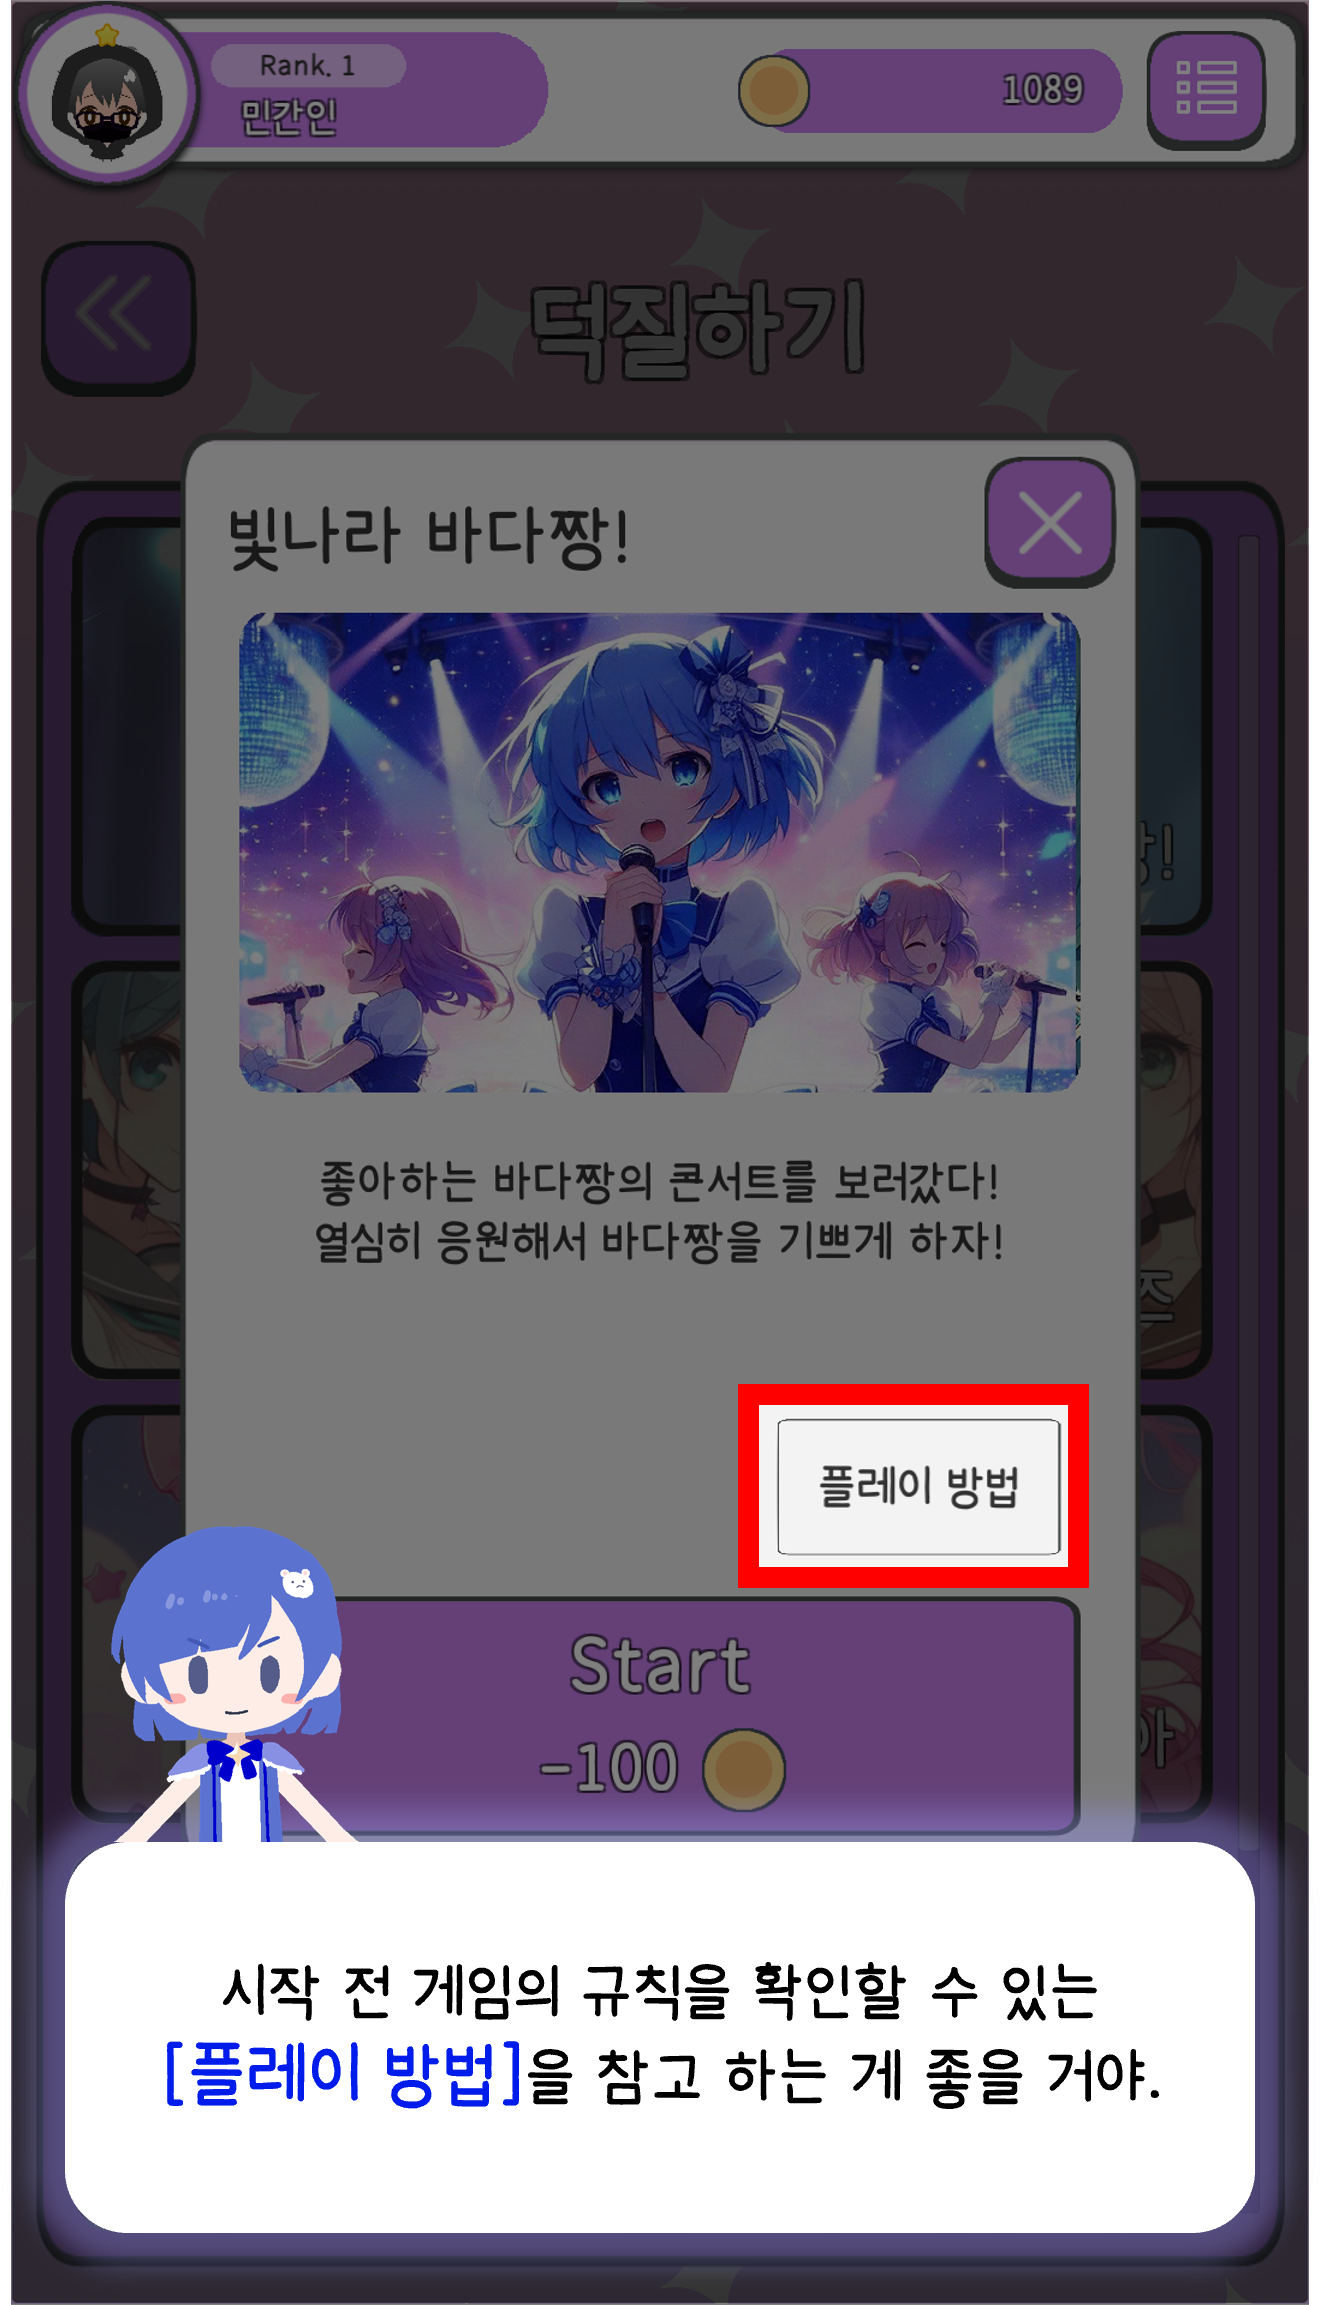 Rank. 1
민간인
1089
덕질하기
빛나라 바다짱!
좋아하는 바다짱의 콘서트를 보러갔다!
열심히 응원해서 바다짱을 기쁘게 하자!
플레이 방법
Start
-100
시작 전 게임의 규칙을 확인할 수 있는
[플레이 방법]을 참고 하는 게 좋을 거야.